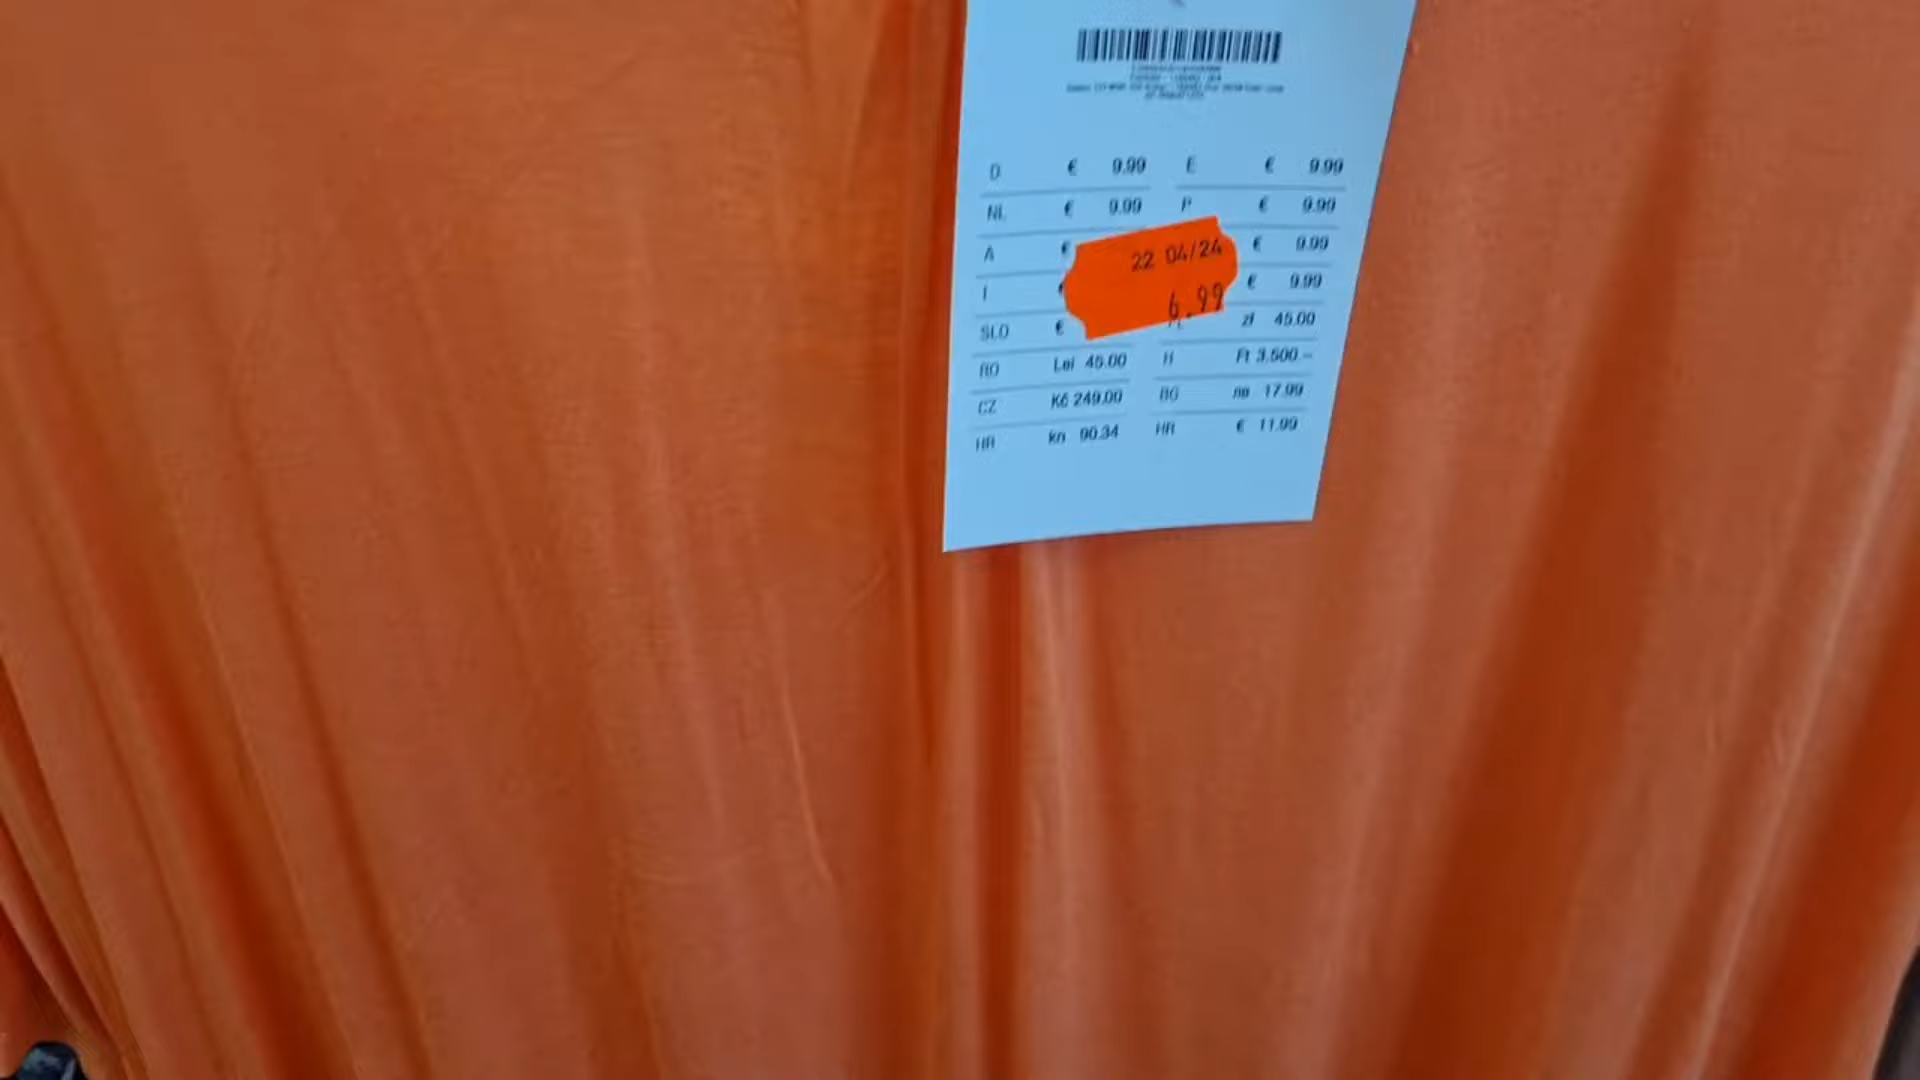 D € 9.99 E € 9.99
NL € 9.99 P € 9.99
A € € 9.99
22 04/24
I € 9.99
6.99
SLO € zł 45.00
RO Lei 45.00 H Ft 3.500.–
CZ Kč 249.00 BG лв 17.99
HR kn 90.34 HR € 11.99